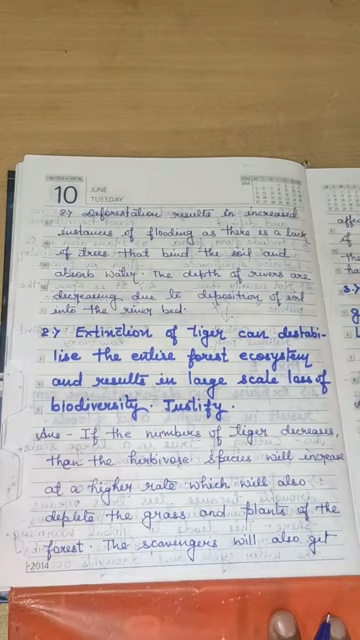 10
JUNE
TUESDAY
2> Deforestation results in increased
instances of flooding as there is a lack
of trees that bind the soil and
absorb water. The depth of rivers are
decreasing due to deposition of soil
into the river bed.
2> Extinction of Tiger can destabi-
lise the entire forest ecosystem
and results in large scale loss of
biodiversity. Justify.
Ans - If the numbers of tiger decreases,
than the herbivose spacies will increase
at a higher rate which will also
deplete the grass and plants of the
forest. The scavengers will also get
2014